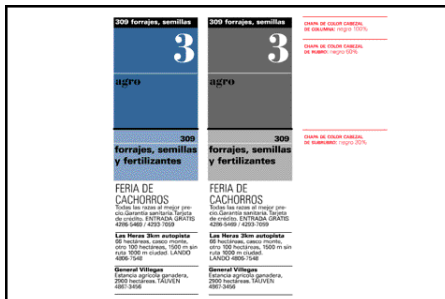 309 forrajes, semillas
3
agro
309
forrajes, semillas
y fertilizantes
FERIA DE
CACHORROS
Todas las razas al mejor pre-
cio.Garantía sanitaria.Tarjeta
de crédito. ENTRADA GRATIS
4286-5489 / 4293-7059
Las Heras 3km autopista
66 hectáreas, casco monte,
otro 100 hectáreas, 1500 m sin
ruta 1000 m ciudad. LANDO
4806-7548
General Villegas
Estancia agrícola ganadera,
2900 hectáreas TAUVEN
4867-3456
309 forrajes, semillas
3
agro
309
forrajes, semillas
y fertilizantes
FERIA DE
CACHORROS
Todas las razas al mejor pre-
cio.Garantía sanitaria.Tarjeta
de crédito. ENTRADA GRATIS
4286-5489 / 4293-7059
Las Heras 3km autopista
66 hectáreas, casco monte,
otro 100 hectáreas, 1500 m sin
ruta 1000 m ciudad. LANDO
4806-7548
General Villegas
Estancia agrícola ganadera,
2900 hectáreas TAUVEN
4867-3456
CHAPA DE COLOR CABEZAL
DE COLUMNA: negro 100%
CHAPA DE COLOR CABEZAL
DE RUBRO: negro 60%
CHAPA DE COLOR CABEZAL
DE SUBRUBRO: negro 30%